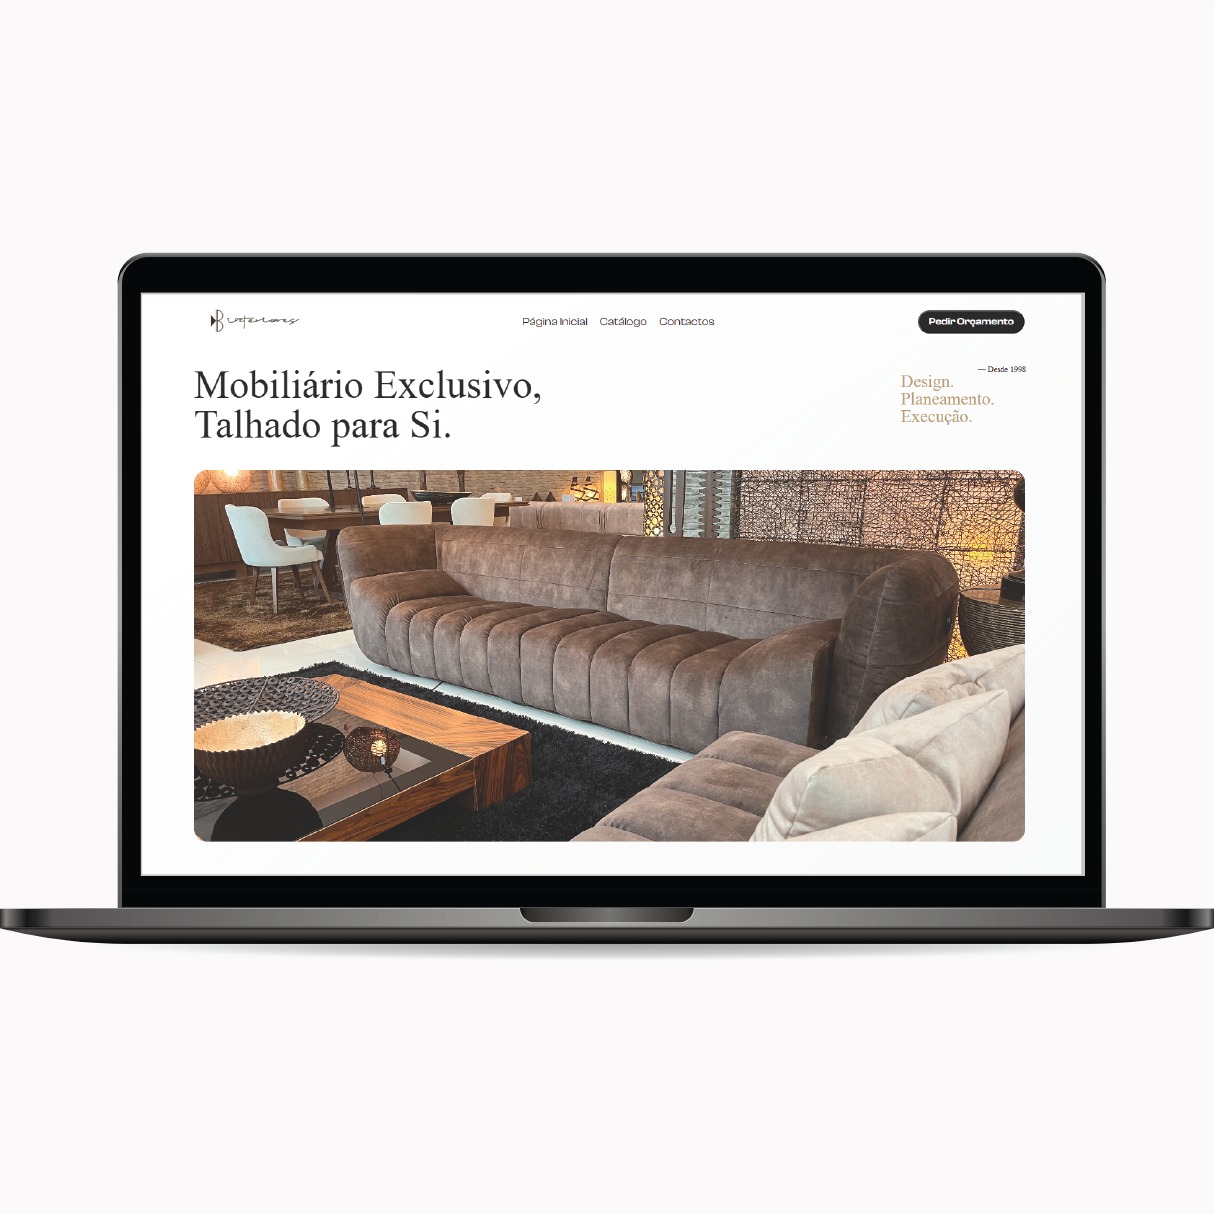 B interiores
Página Inicial Catálogo Contactos
Pedir Orçamento
Mobiliário Exclusivo,
Talhado para Si.
— Desde 1998
Design.
Planeamento.
Execução.